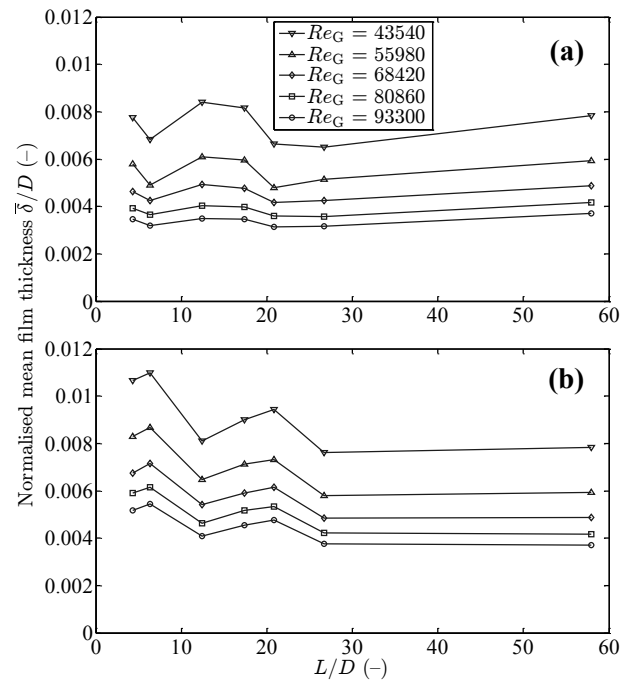 0.012
0.01
0.008
0.006
0.004
0.002
0
0 10 20 30 40 50 60
(a)
Re_G = 43540
Re_G = 55980
Re_G = 68420
Re_G = 80860
Re_G = 93300
Normalised mean film thickness δ̅/D (–)
0.012
0.01
0.008
0.006
0.004
0.002
0
0 10 20 30 40 50 60
(b)
L/D (–)